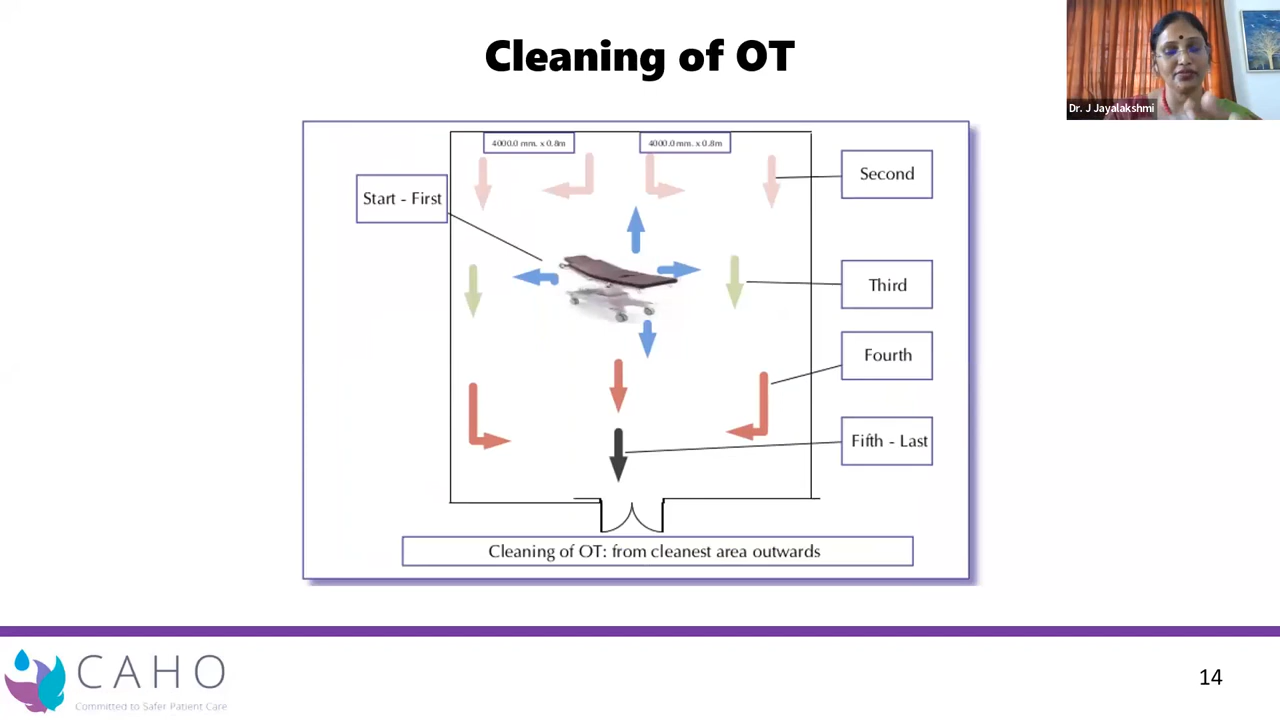 Cleaning of OT
Dr. J Jayalakshmi
4000.0 mm. x 0.8m
4000.0 mm. x 0.8m
Start - First
Second
Third
Fourth
Fifth - Last
Cleaning of OT: from cleanest area outwards
CAHO
Committed to Safer Patient Care
14